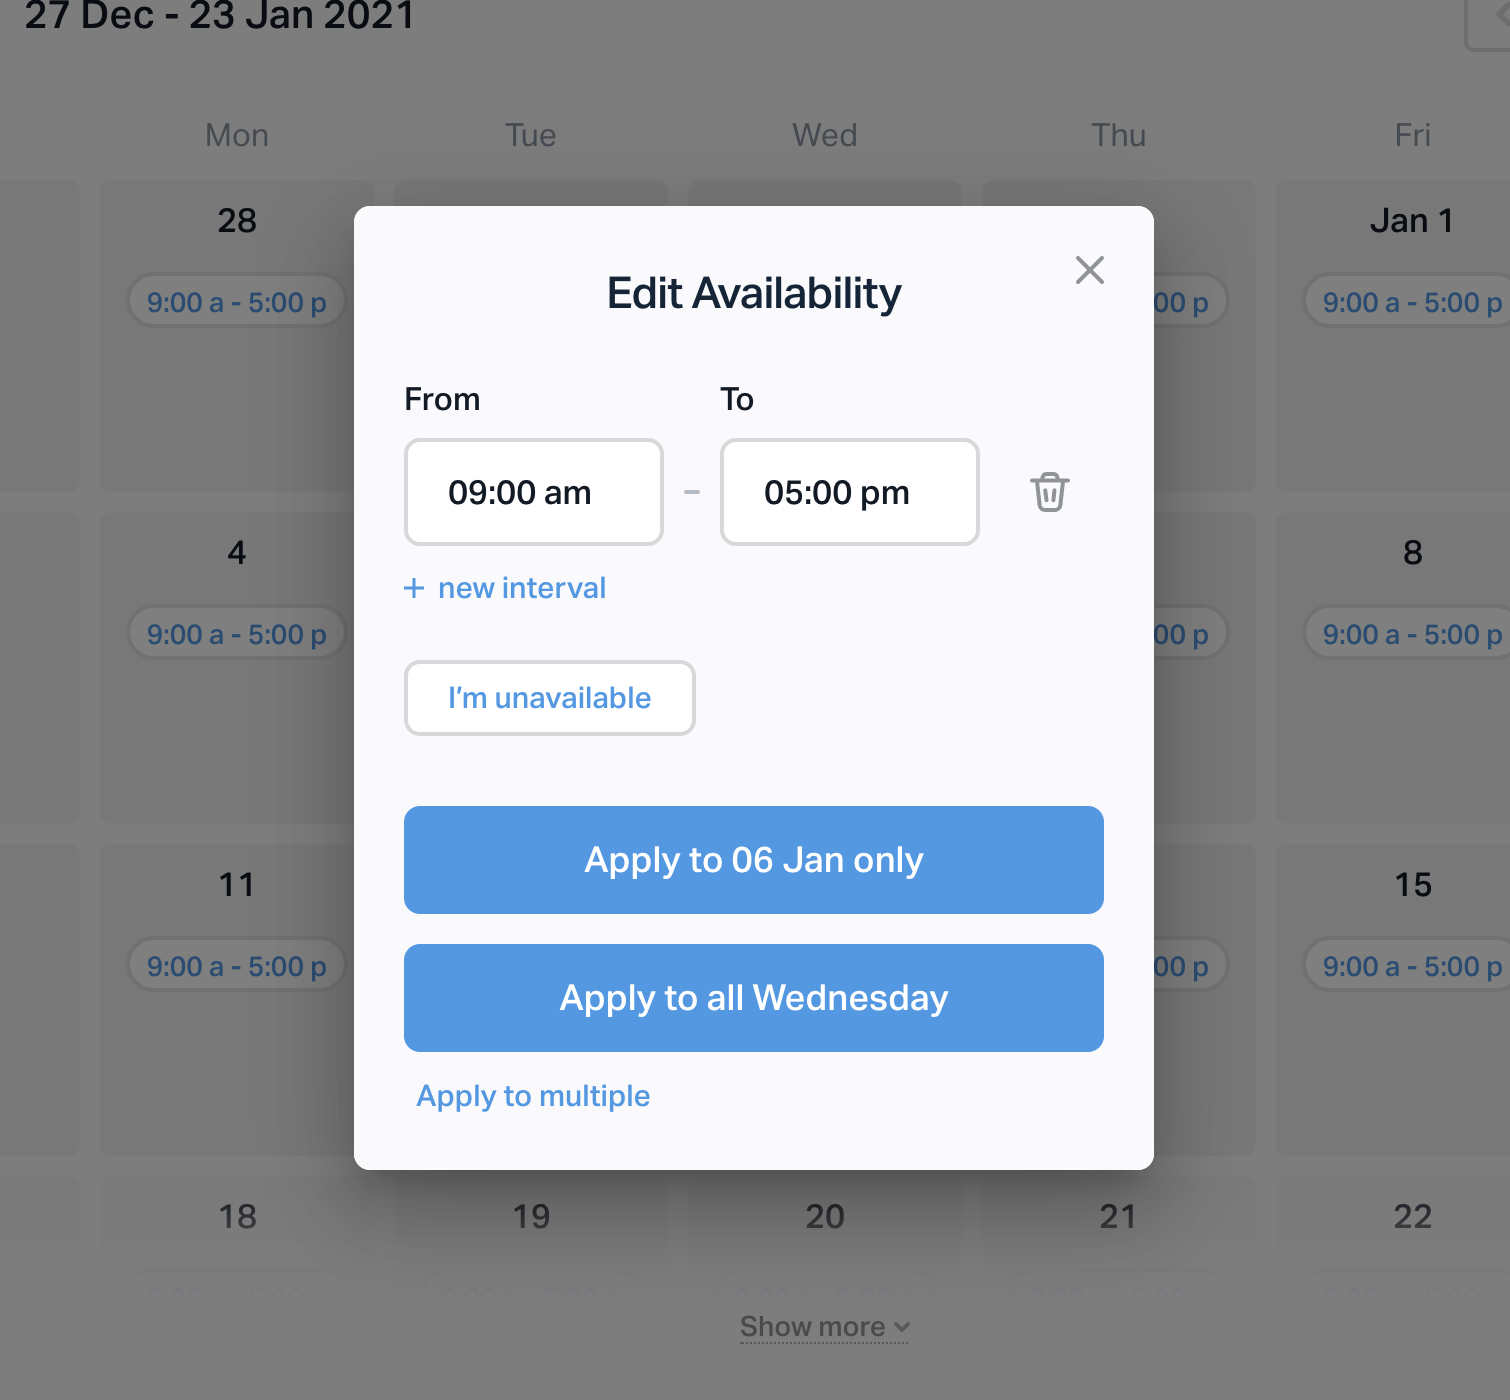 27 Dec - 23 Jan 2021
Mon Tue Wed Thu Fri
28 Jan 1
9:00 a - 5:00 p 00 p 9:00 a - 5:00 p
Edit Availability
From To
09:00 am – 05:00 pm
+ new interval
4 8
9:00 a - 5:00 p 00 p 9:00 a - 5:00 p
I’m unavailable
Apply to 06 Jan only
11 15
9:00 a - 5:00 p 00 p 9:00 a - 5:00 p
Apply to all Wednesday
Apply to multiple
18 19 20 21 22
Show more